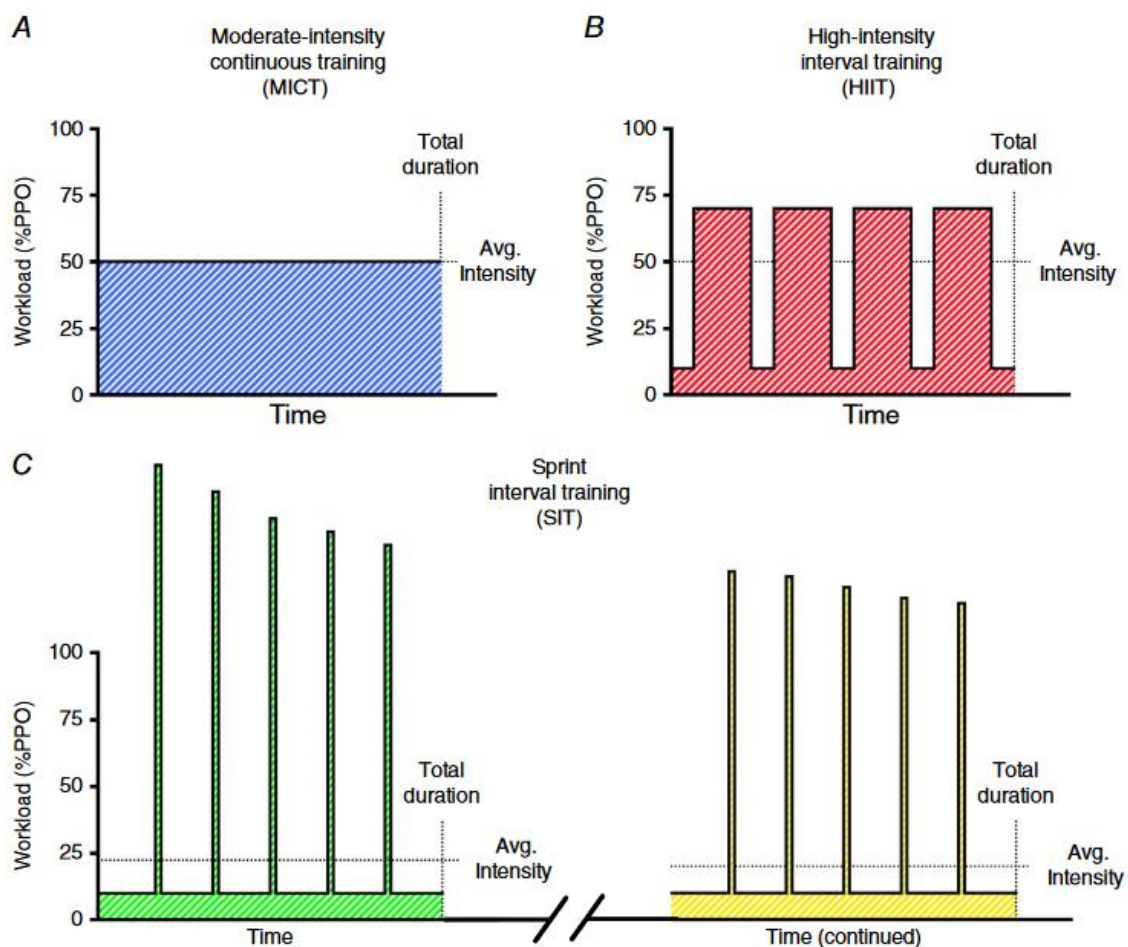 A
Moderate-intensity
continuous training
(MICT)
Workload (%PPO)
100
75
50
25
0
Total
duration
Avg.
Intensity
Time
B
High-intensity
interval training
(HIIT)
Workload (%PPO)
100
75
50
25
0
Total
duration
Avg.
Intensity
Time
C
Sprint
interval training
(SIT)
Workload (%PPO)
100
75
50
25
0
Total
duration
Avg.
Intensity
Time
Total
duration
Avg.
Intensity
Time (continued)